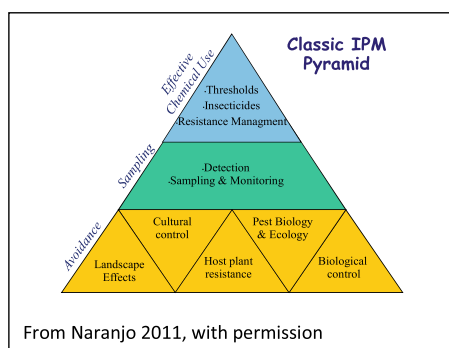 Classic IPM
Pyramid
Effective
Chemical Use
·Thresholds
·Insecticides
·Resistance Managment
Sampling
·Detection
·Sampling & Monitoring
Avoidance
Cultural
control
Pest Biology
& Ecology
Landscape
Effects
Host plant
resistance
Biological
control
From Naranjo 2011, with permission